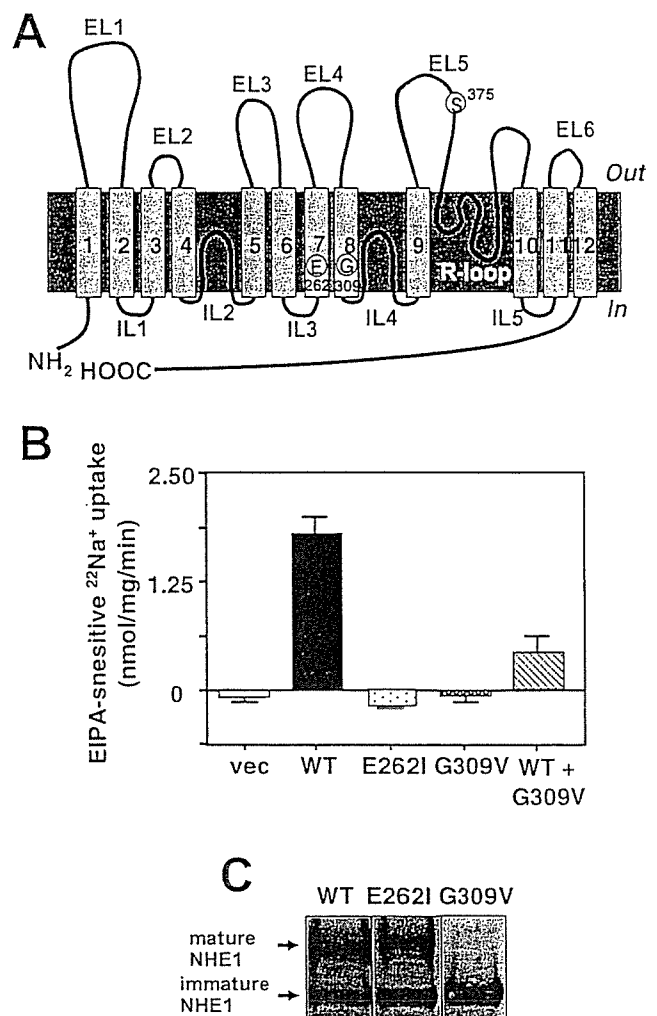 A
EL1
EL2
EL3
EL4
EL5
S 375
EL6
Out
1 2 3 4 5 6 7 8 9 10 11 12
E G
262 309
R-loop
In
IL1
IL2
IL3
IL4
IL5
NH2 HOOC
B
EIPA-snesitive 22Na+ uptake
(nmol/mg/min)
2.50
1.25
0
vec WT E262I G309V WT +
G309V
C
WT E262I G309V
mature
NHE1
immature
NHE1